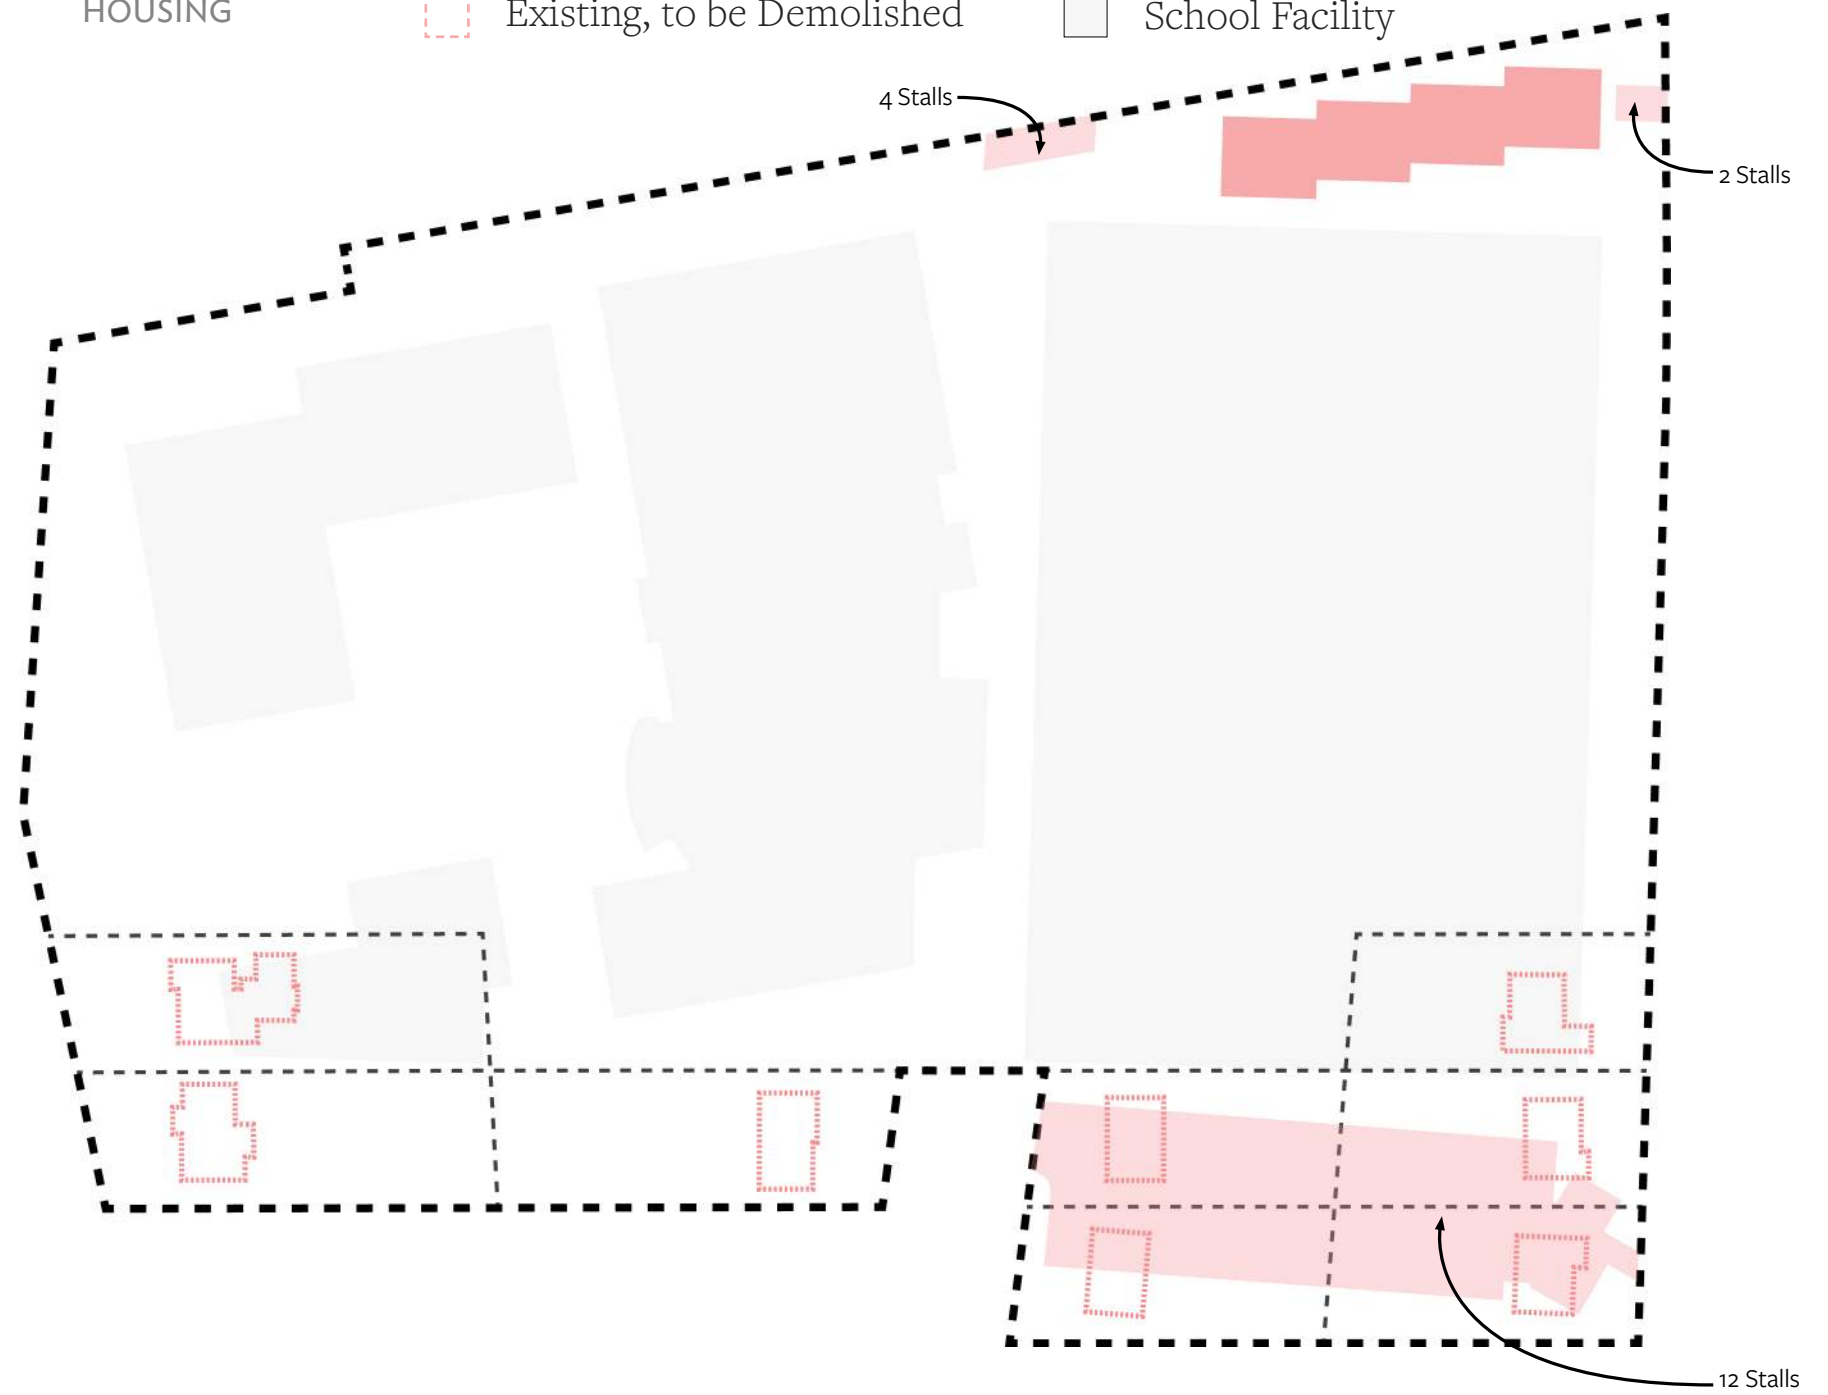 HOUSING
Existing, to be Demolished
School Facility
4 Stalls
2 Stalls
12 Stalls